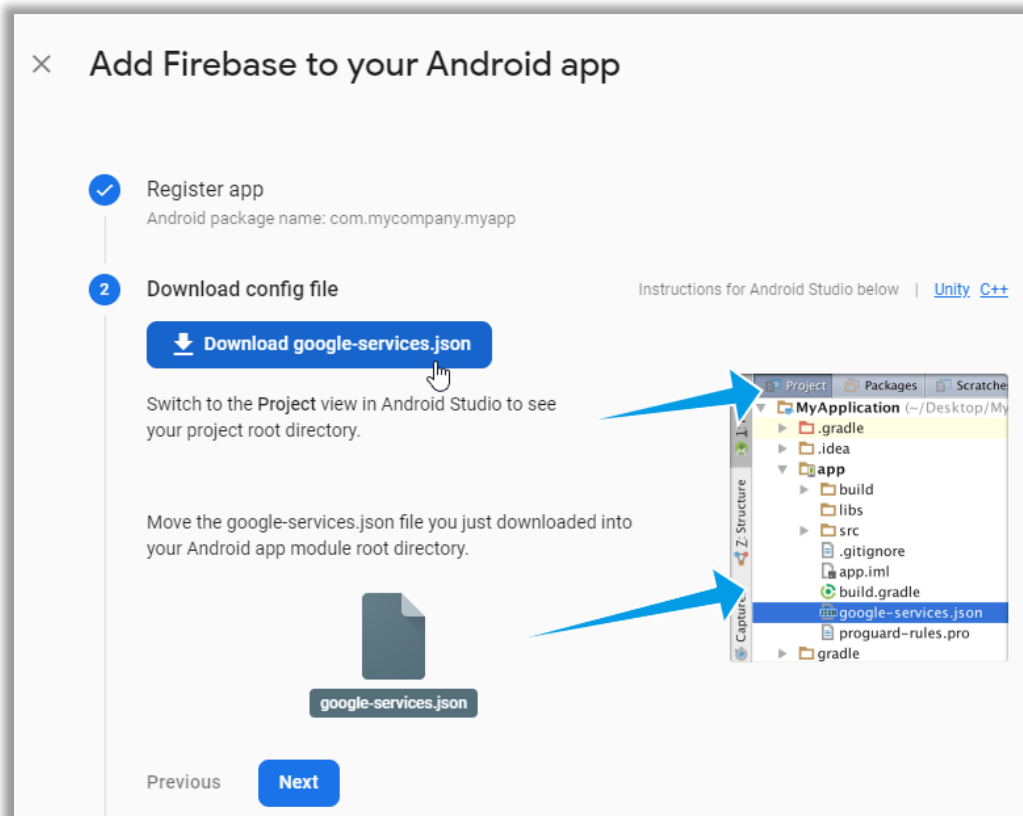 Add Firebase to your Android app
Register app
Android package name: com.mycompany.myapp
2
Download config file
Instructions for Android Studio below | Unity C++
Download google-services.json
Switch to the Project view in Android Studio to see
your project root directory.
Move the google-services.json file you just downloaded into
your Android app module root directory.
google-services.json
Previous
Next
Project
Packages
Scratche
MyApplication (~/Desktop/My
.gradle
.idea
app
build
libs
src
.gitignore
app.iml
build.gradle
google-services.json
proguard-rules.pro
gradle
Z: Structure
Capture